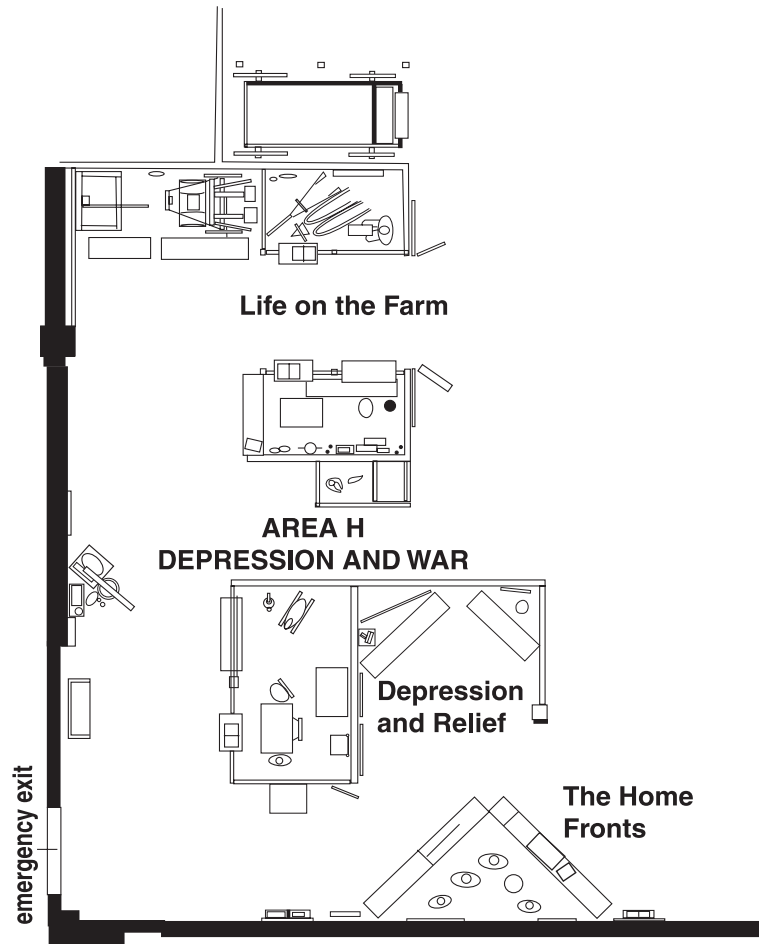 Life on the Farm
AREA H
DEPRESSION AND WAR
Depression
and Relief
The Home
Fronts
emergency exit